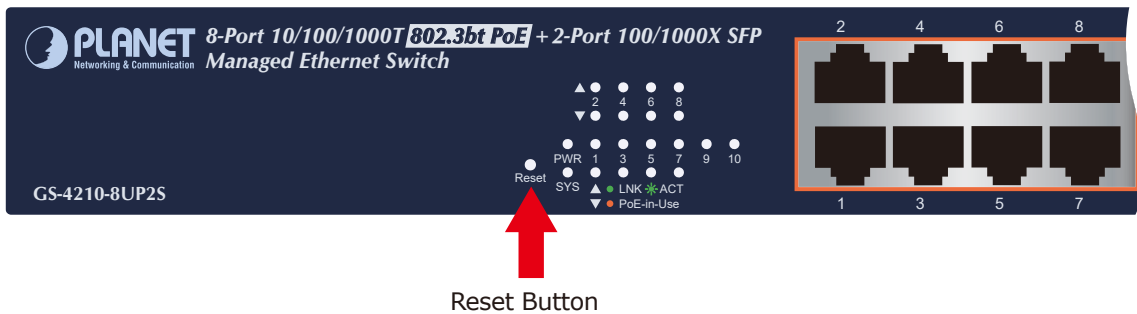 PLANET
Networking & Communication
8-Port 10/100/1000T 802.3bt PoE + 2-Port 100/1000X SFP
Managed Ethernet Switch
2 4 6 8
2 4 6 8
PWR 1 3 5 7 9 10
Reset
SYS
LNK ACT
PoE-in-Use
GS-4210-8UP2S
1 3 5 7
Reset Button